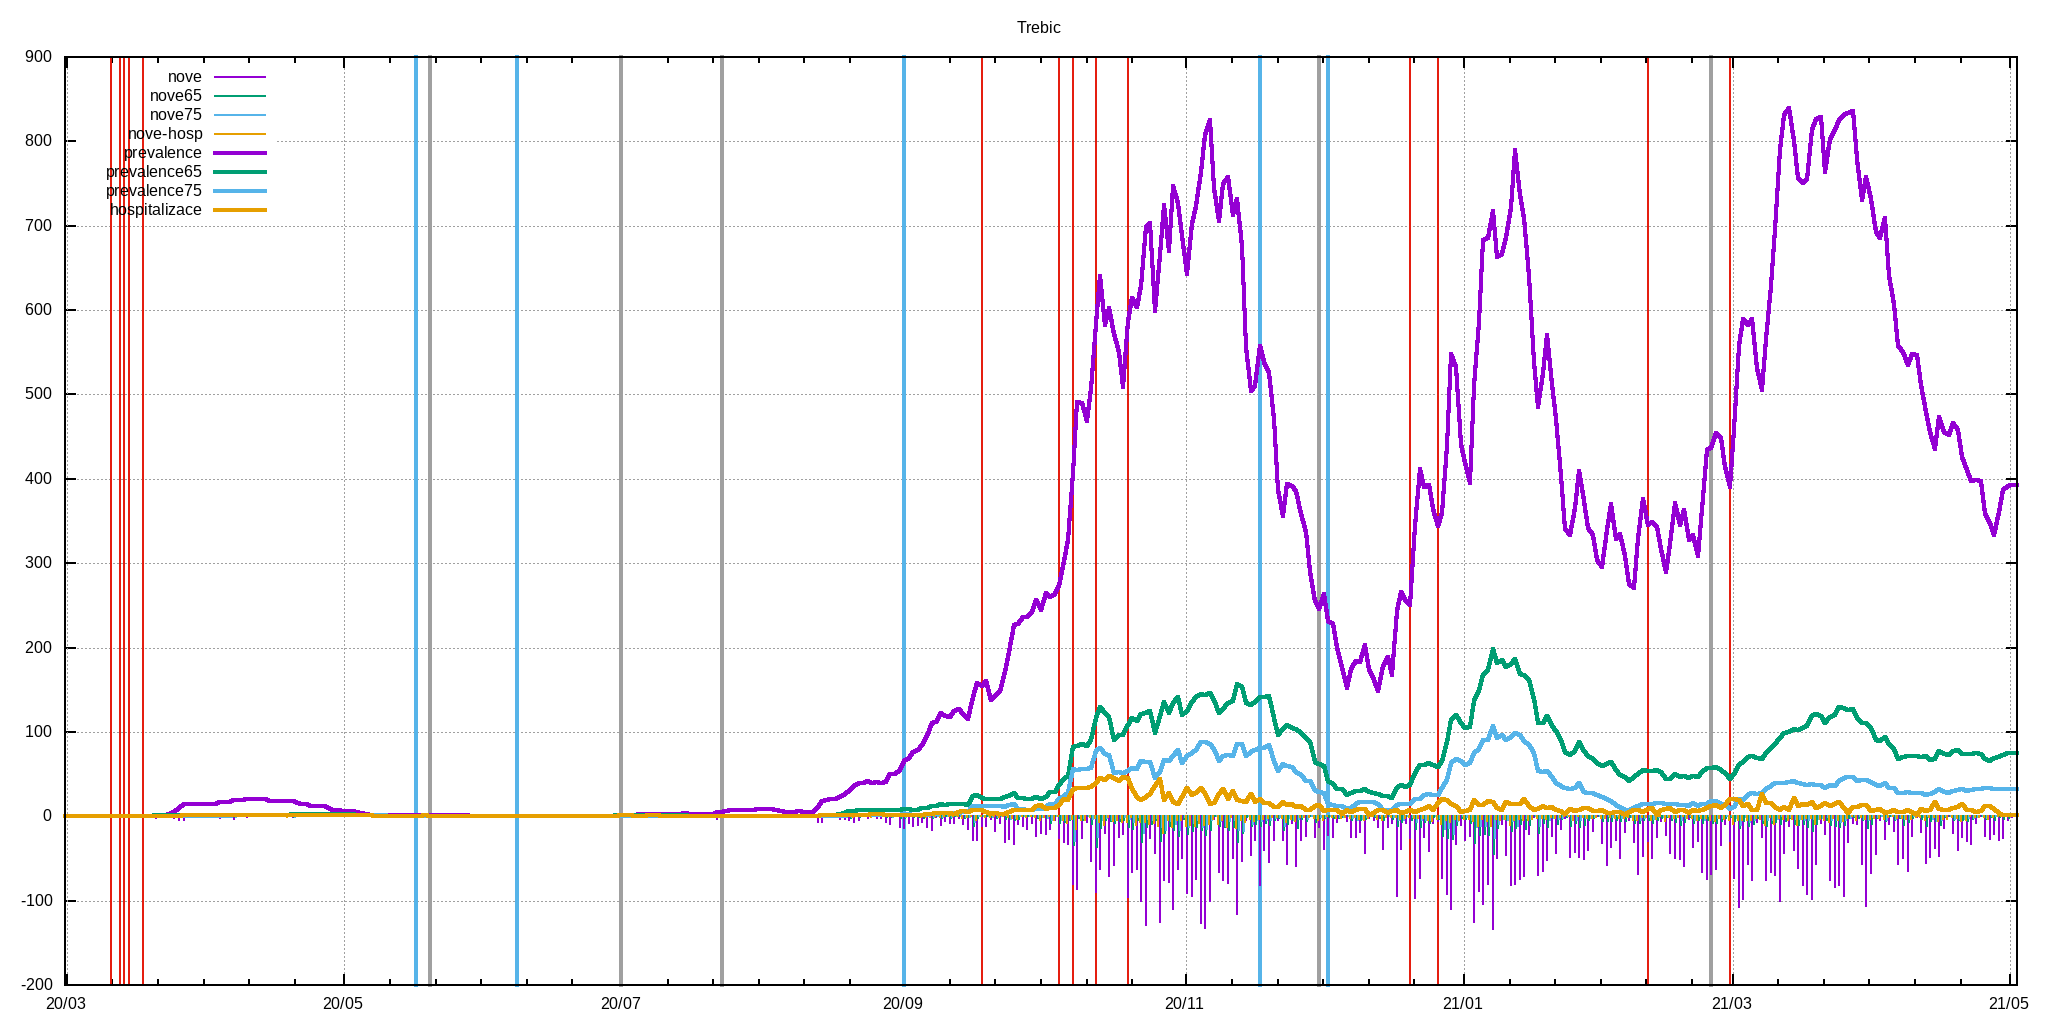 Trebic
900
800
700
600
500
400
300
200
100
0
-100
-200
nove
nove65
nove75
nove-hosp
prevalence
prevalence65
prevalence75
hospitalizace
20/03 20/05 20/07 20/09 20/11 21/01 21/03 21/05